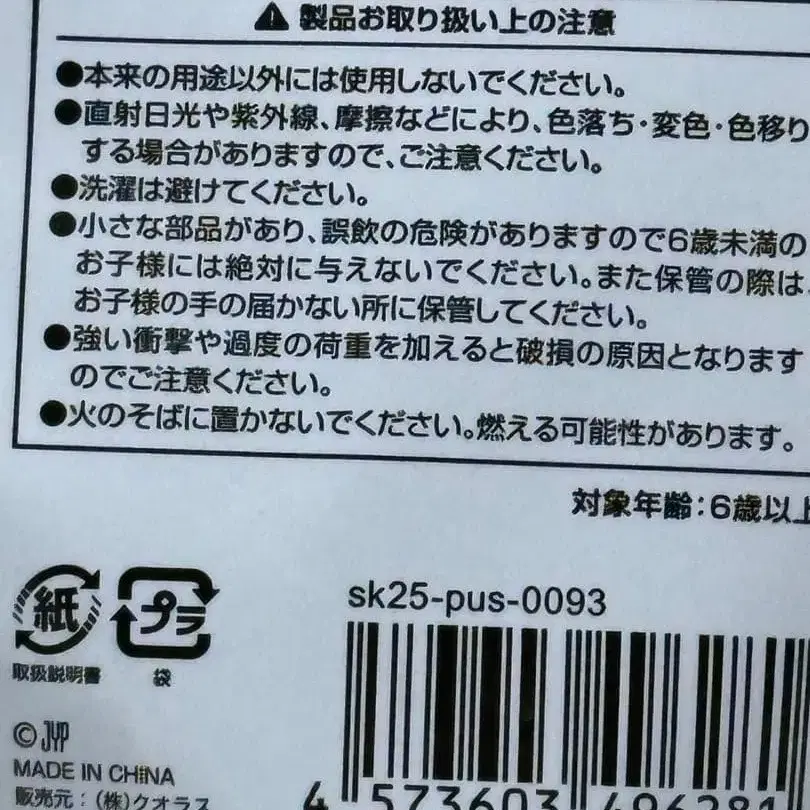 ⚠ 製品お取り扱い上の注意
●本来の用途以外には使用しないでください。
●直射日光や紫外線、摩擦などにより、色落ち・変色・色移り
する場合がありますので、ご注意ください。
●洗濯は避けてください。
●小さな部品があり、誤飲の危険がありますので6歳未満の
お子様には絶対に与えないでください。また保管の際は、
お子様の手の届かない所に保管してください。
●強い衝撃や過度の荷重を加えると破損の原因となります
のでご注意ください。
●火のそばに置かないでください。燃える可能性があります。
対象年齢：6歳以上
紙
取扱説明書
プラ
袋
sk25-pus-0093
© JYP
MADE IN CHINA
販売元：(株)クオラス
4 573603 496281